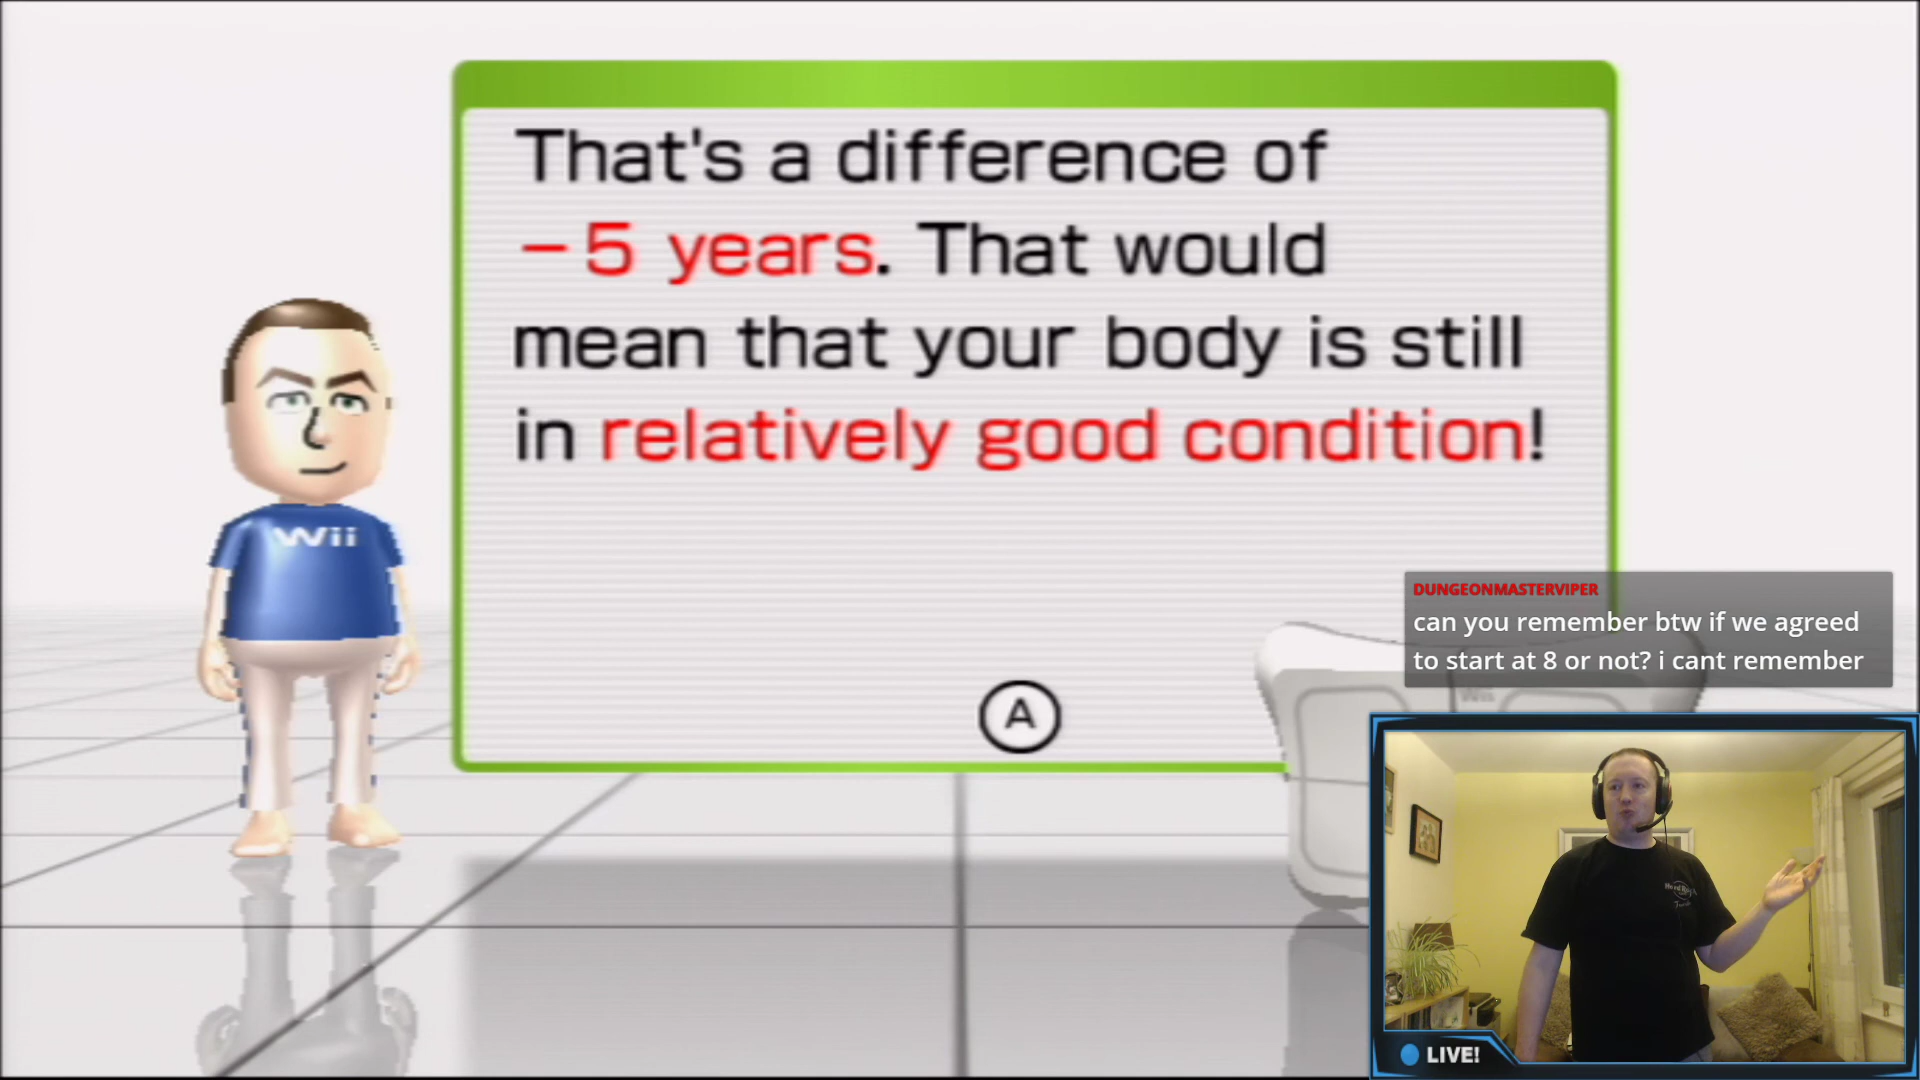 That's a difference of
-5 years. That would
mean that your body is still
in relatively good condition!
Wii
A
DUNGEONMASTERVIPER
can you remember btw if we agreed
to start at 8 or not? i cant remember
Wii
LIVE!